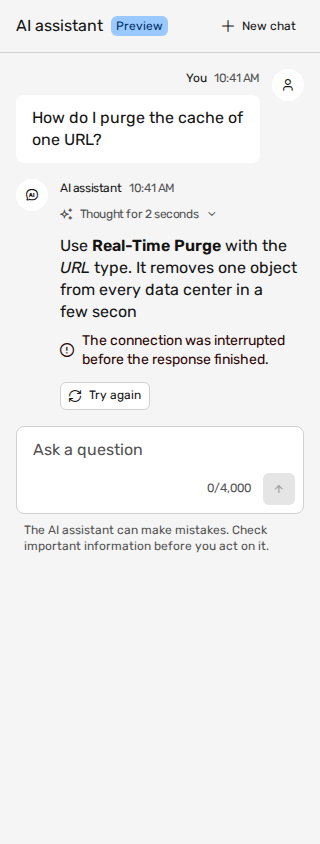 AI assistant Preview New chat
You 10:41 AM
How do I purge the cache of
one URL?
AI
AI assistant 10:41 AM
Thought for 2 seconds
Use Real-Time Purge with the
URL type. It removes one object
from every data center in a
few secon
The connection was interrupted
before the response finished.
Try again
Ask a question
0/4,000
The AI assistant can make mistakes. Check
important information before you act on it.